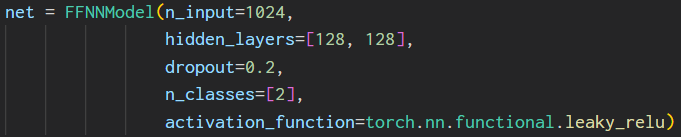 net = FFNNModel(n_input=1024,
hidden_layers=[128, 128],
dropout=0.2,
n_classes=[2],
activation_function=torch.nn.functional.leaky_relu)